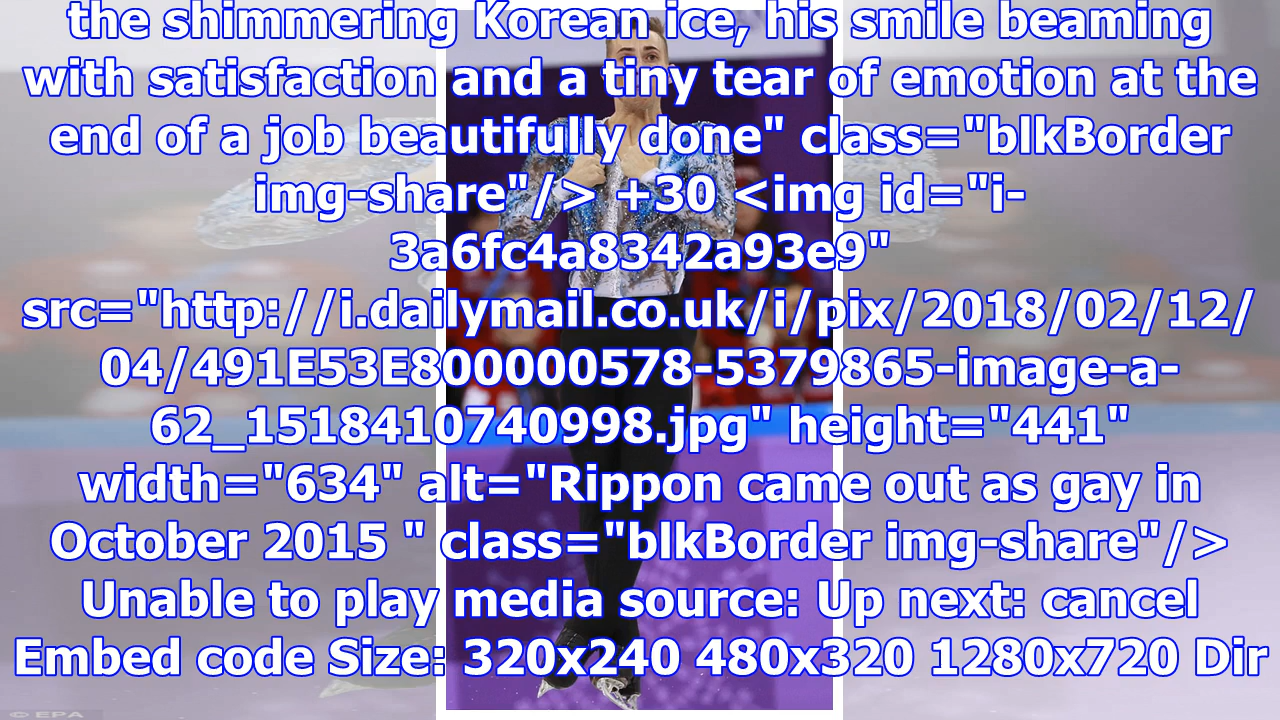 the shimmering Korean ice, his smile beaming
with satisfaction and a tiny tear of emotion at the
end of a job beautifully done" class="blkBorder
img-share"/> +30 <img id="i-
3a6fc4a8342a93e9"
src="http://i.dailymail.co.uk/i/pix/2018/02/12/
04/491E53E800000578-5379865-image-a-
62_1518410740998.jpg" height="441"
width="634" alt="Rippon came out as gay in
October 2015 " class="blkBorder img-share"/>
Unable to play media source: Up next: cancel
Embed code Size: 320x240 480x320 1280x720 Dir
© EPA